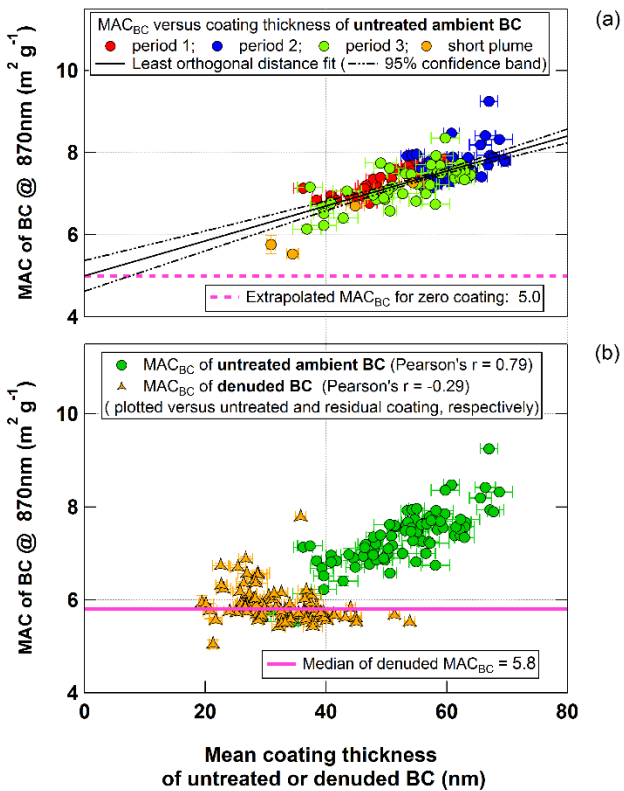 (a)
MAC_BC versus coating thickness of untreated ambient BC
period 1; period 2; period 3; short plume
Least orthogonal distance fit ( 95% confidence band)
10
8
6
4
MAC of BC @ 870nm (m² g⁻¹)
Extrapolated MAC_BC for zero coating: 5.0
(b)
MAC_BC of untreated ambient BC (Pearson's r = 0.79)
MAC_BC of denuded BC (Pearson's r = -0.29)
( plotted versus untreated and residual coating, respectively)
10
8
6
4
MAC of BC @ 870nm (m² g⁻¹)
Median of denuded MAC_BC = 5.8
0 20 40 60 80
Mean coating thickness
of untreated or denuded BC (nm)